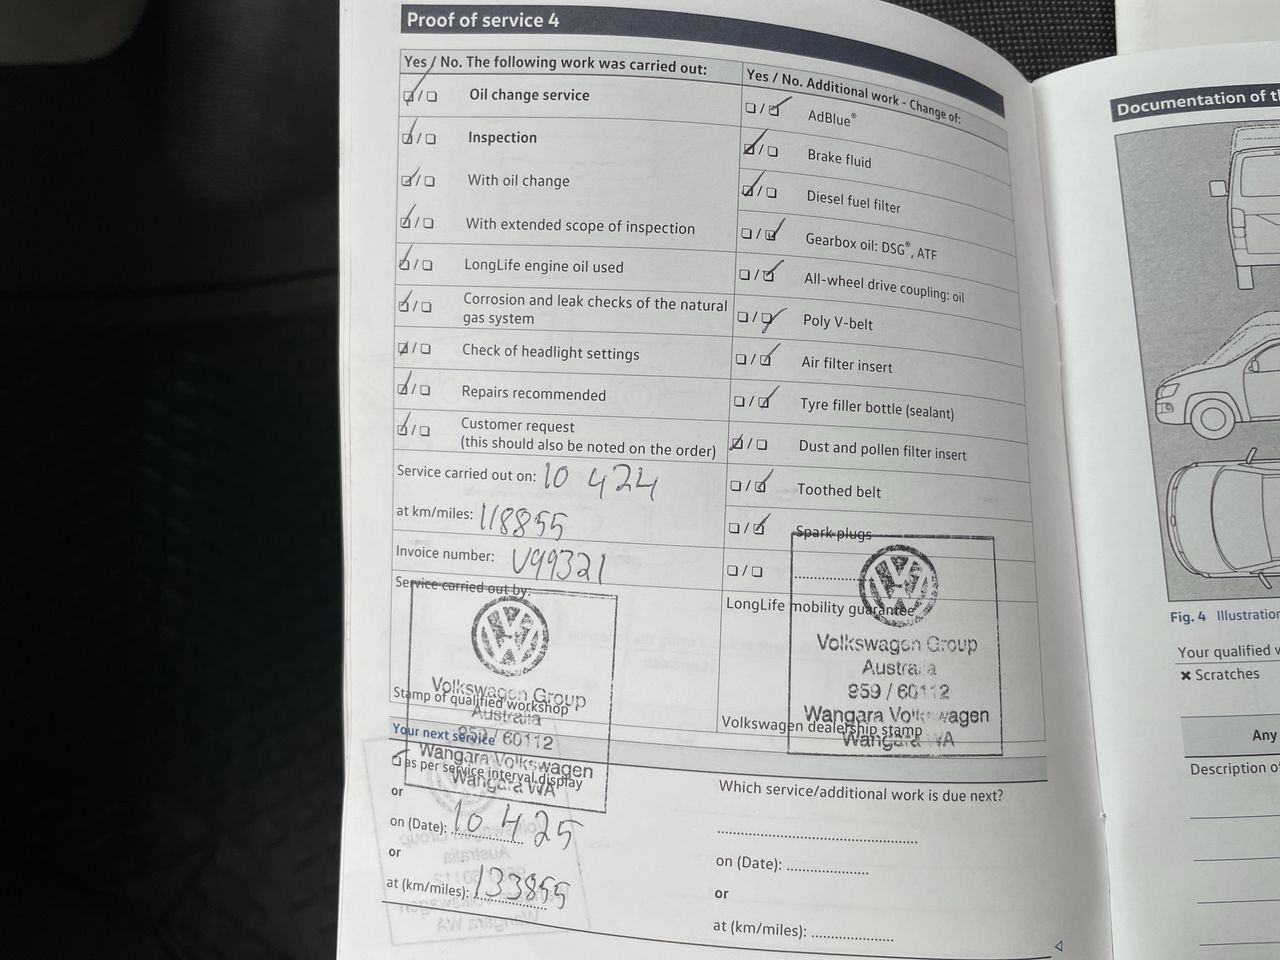 Proof of service 4
Yes / No. The following work was carried out:
Oil change service
Inspection
With oil change
With extended scope of inspection
LongLife engine oil used
Corrosion and leak checks of the natural
gas system
Check of headlight settings
Repairs recommended
Customer request
(this should also be noted on the order)
Service carried out on: 10 4 24
at km/miles: 118855
Invoice number: V99321
Service carried out by:
Volkswagen Group
Australia
959 / 60112
Wangara Volkswagen
Wangara WA
Stamp of qualified workshop
Yes / No. Additional work - Change of:
AdBlue®
Brake fluid
Diesel fuel filter
Gearbox oil: DSG®, ATF
All-wheel drive coupling: oil
Poly V-belt
Air filter insert
Tyre filler bottle (sealant)
Dust and pollen filter insert
Toothed belt
Spark plugs
LongLife mobility guarantee
Volkswagen Group
Australia
959 / 60112
Wangara Volkswagen
Wangara WA
Volkswagen dealership stamp
Your next service
as per service interval display
or
on (Date): 10 4 25
or
at (km/miles): 133855
Which service/additional work is due next?
on (Date):
or
at (km/miles):
Documentation of
Fig. 4 Illustration
Your qualified
× Scratches
Any
Description